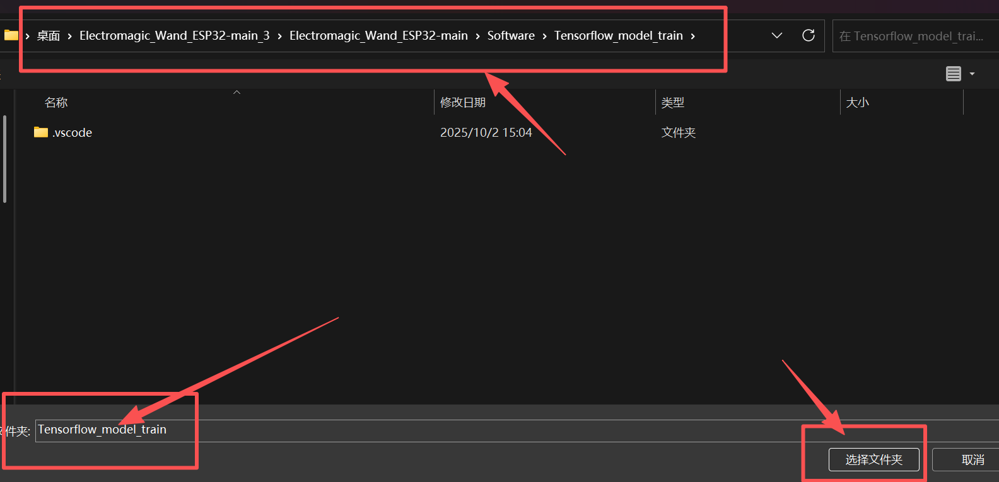 桌面 › Electromagic_Wand_ESP32-main_3 › Electromagic_Wand_ESP32-main › Software › Tensorflow_model_train ›
在 Tensorflow_model_trai...
名称 修改日期 类型 大小
.vscode 2025/10/2 15:04 文件夹
件夹: Tensorflow_model_train
选择文件夹 取消